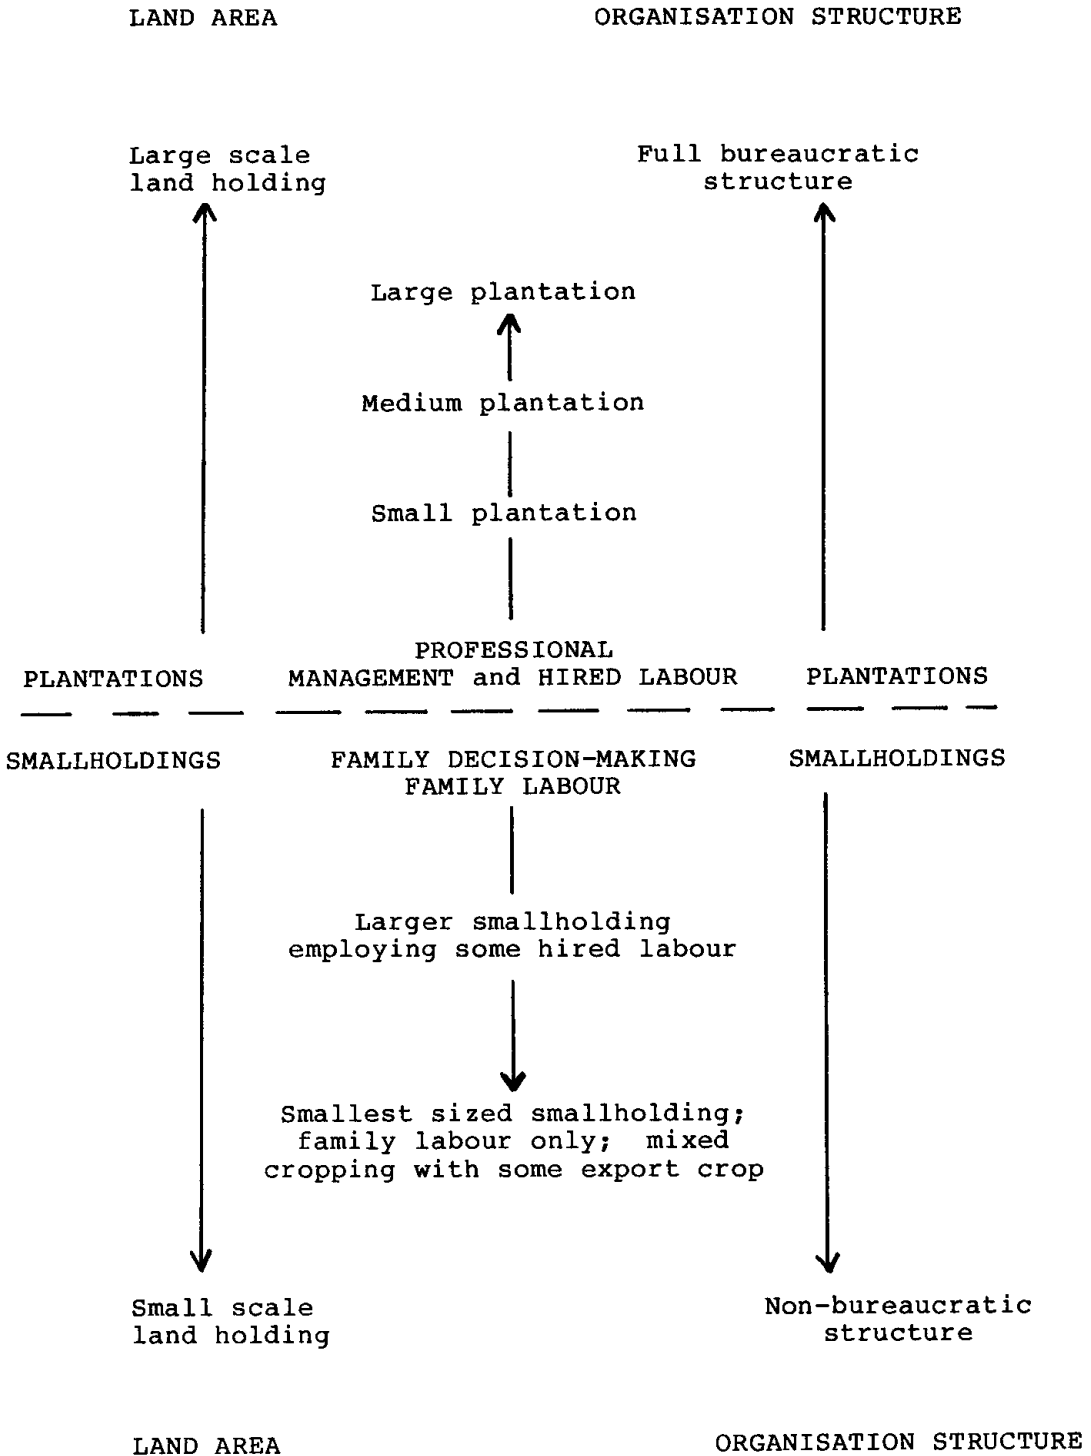 LAND AREA
ORGANISATION STRUCTURE
Large scale
land holding
Full bureaucratic
structure
Large plantation
Medium plantation
Small plantation
PROFESSIONAL
PLANTATIONS
MANAGEMENT and HIRED LABOUR
PLANTATIONS
SMALLHOLDINGS
FAMILY DECISION-MAKING
FAMILY LABOUR
SMALLHOLDINGS
Larger smallholding
employing some hired labour
Smallest sized smallholding;
family labour only; mixed
cropping with some export crop
Small scale
land holding
Non-bureaucratic
structure
LAND AREA
ORGANISATION STRUCTURE